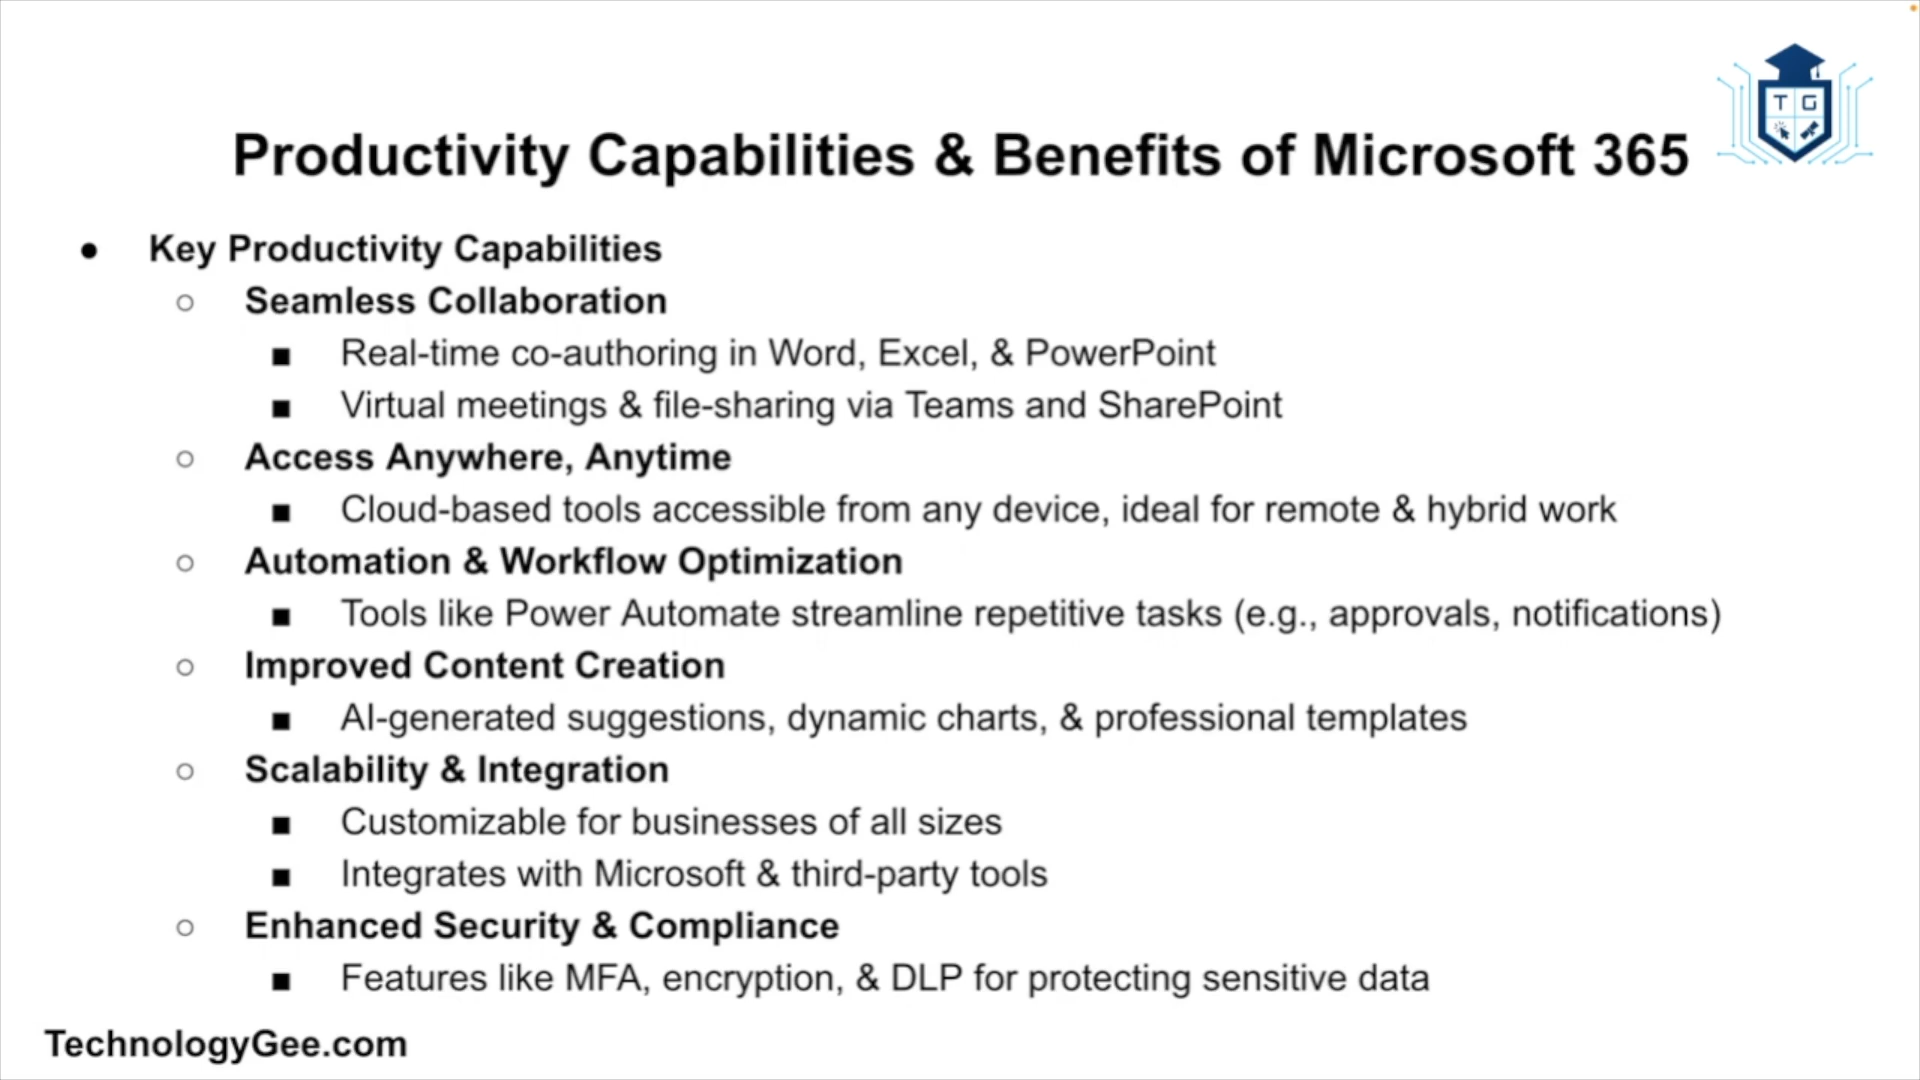 T G
Productivity Capabilities & Benefits of Microsoft 365
● Key Productivity Capabilities
○ Seamless Collaboration
■ Real-time co-authoring in Word, Excel, & PowerPoint
■ Virtual meetings & file-sharing via Teams and SharePoint
○ Access Anywhere, Anytime
■ Cloud-based tools accessible from any device, ideal for remote & hybrid work
○ Automation & Workflow Optimization
■ Tools like Power Automate streamline repetitive tasks (e.g., approvals, notifications)
○ Improved Content Creation
■ AI-generated suggestions, dynamic charts, & professional templates
○ Scalability & Integration
■ Customizable for businesses of all sizes
■ Integrates with Microsoft & third-party tools
○ Enhanced Security & Compliance
■ Features like MFA, encryption, & DLP for protecting sensitive data
TechnologyGee.com